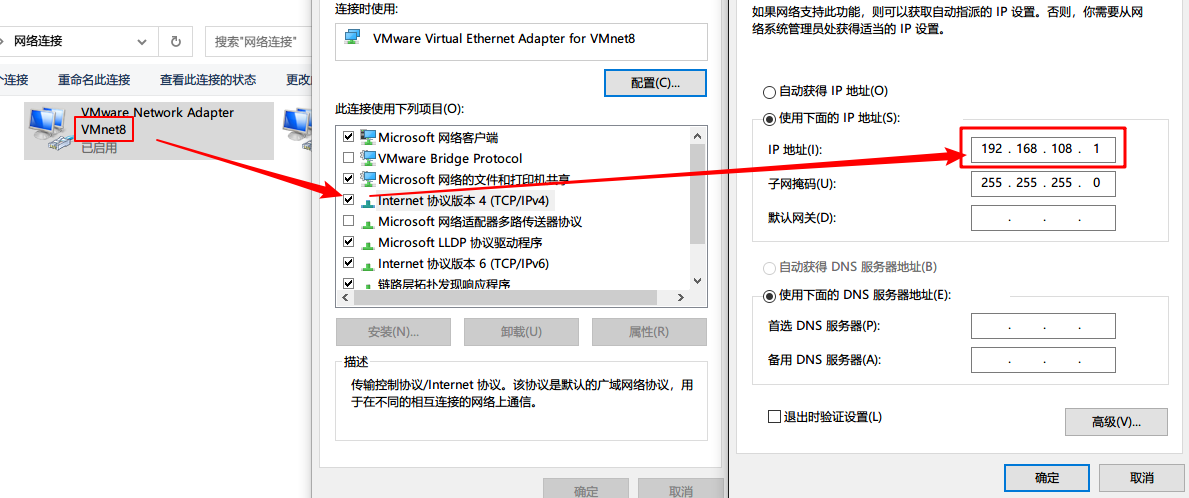 网络连接
搜索"网络连接"
个连接
重命名此连接
查看此连接的状态
更改
VMware Network Adapter
VMnet8
已启用
连接时使用:
VMware Virtual Ethernet Adapter for VMnet8
配置(C)...
此连接使用下列项目(O):
Microsoft 网络客户端
VMware Bridge Protocol
Microsoft 网络的文件和打印机共享
Internet 协议版本 4 (TCP/IPv4)
Microsoft 网络适配器多路传送器协议
Microsoft LLDP 协议驱动程序
Internet 协议版本 6 (TCP/IPv6)
链路层拓扑发现响应程序
安装(N)...
卸载(U)
属性(R)
描述
传输控制协议/Internet 协议。该协议是默认的广域网络协议，用
于在不同的相互连接的网络上通信。
确定
取消
如果网络支持此功能，则可以获取自动指派的 IP 设置。否则，你需要从网
络系统管理员处获得适当的 IP 设置。
自动获得 IP 地址(O)
使用下面的 IP 地址(S):
IP 地址(I):
192 . 168 . 108 . 1
子网掩码(U):
255 . 255 . 255 . 0
默认网关(D):
. . .
自动获得 DNS 服务器地址(B)
使用下面的 DNS 服务器地址(E):
首选 DNS 服务器(P):
. . .
备用 DNS 服务器(A):
. . .
退出时验证设置(L)
高级(V)...
确定
取消